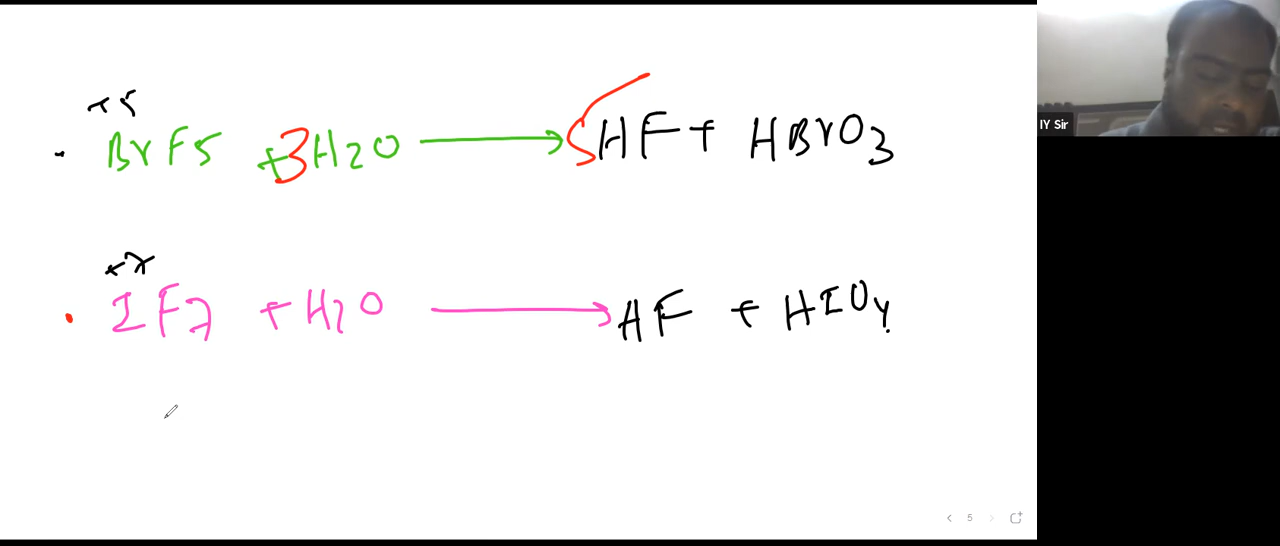 +5
BrF5 + 3H2O → 5HF + HBrO3
IY Sir
+7
IF7 + H2O → HF + HIO4
5